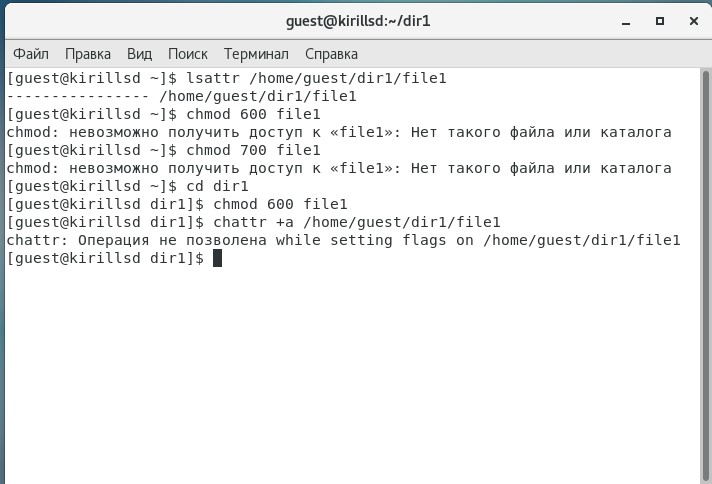 guest@kirillsd:~/dir1
Файл Правка Вид Поиск Терминал Справка
[guest@kirillsd ~]$ lsattr /home/guest/dir1/file1
---------------- /home/guest/dir1/file1
[guest@kirillsd ~]$ chmod 600 file1
chmod: невозможно получить доступ к «file1»: Нет такого файла или каталога
[guest@kirillsd ~]$ chmod 700 file1
chmod: невозможно получить доступ к «file1»: Нет такого файла или каталога
[guest@kirillsd ~]$ cd dir1
[guest@kirillsd dir1]$ chmod 600 file1
[guest@kirillsd dir1]$ chattr +a /home/guest/dir1/file1
chattr: Операция не позволена while setting flags on /home/guest/dir1/file1
[guest@kirillsd dir1]$